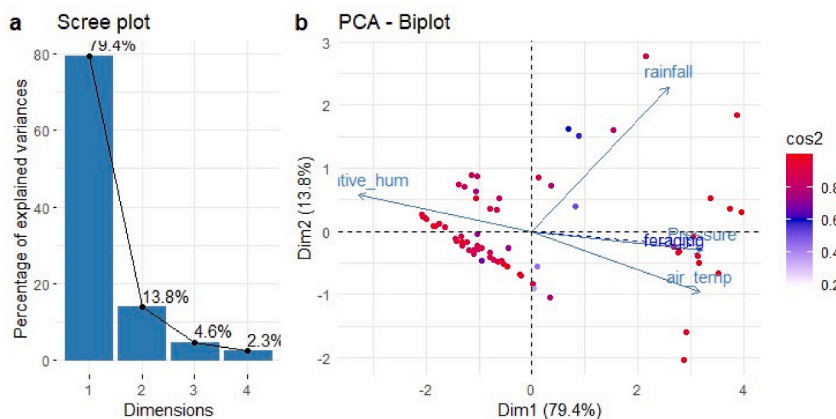 a Scree plot
79.4%
80
60
40
20
0
13.8%
4.6%
2.3%
1 2 3 4
Dimensions
Percentage of explained variances
b PCA - Biplot
3
2
1
0
-1
-2
rainfall
ative_hum
foraging
Pressure
air_temp
-2 0 2 4
Dim1 (79.4%)
Dim2 (13.8%)
cos2
0.8
0.6
0.4
0.2